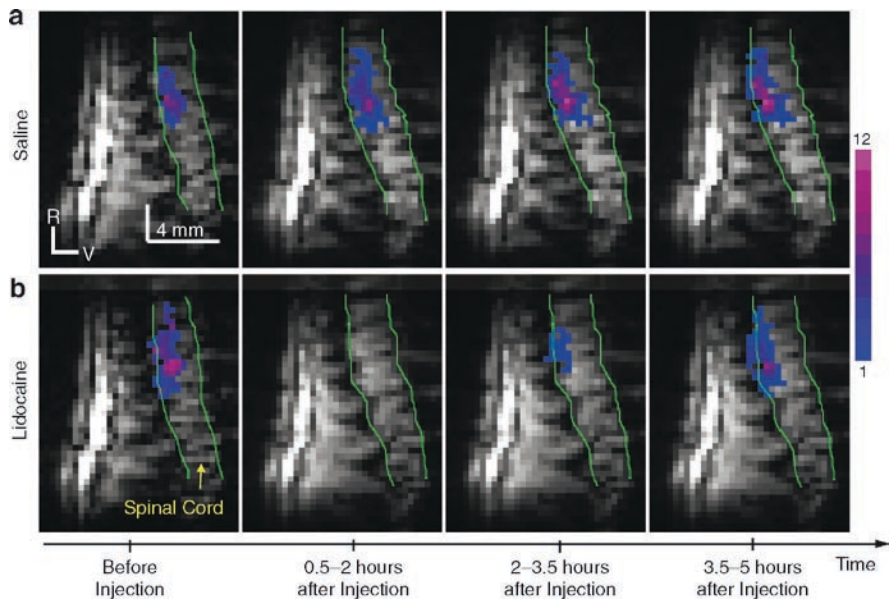 a
Saline
R
V
4 mm
12
1
b
Lidocaine
Spinal Cord
Before
Injection
0.5–2 hours
after Injection
2–3.5 hours
after Injection
3.5–5 hours
after Injection
Time